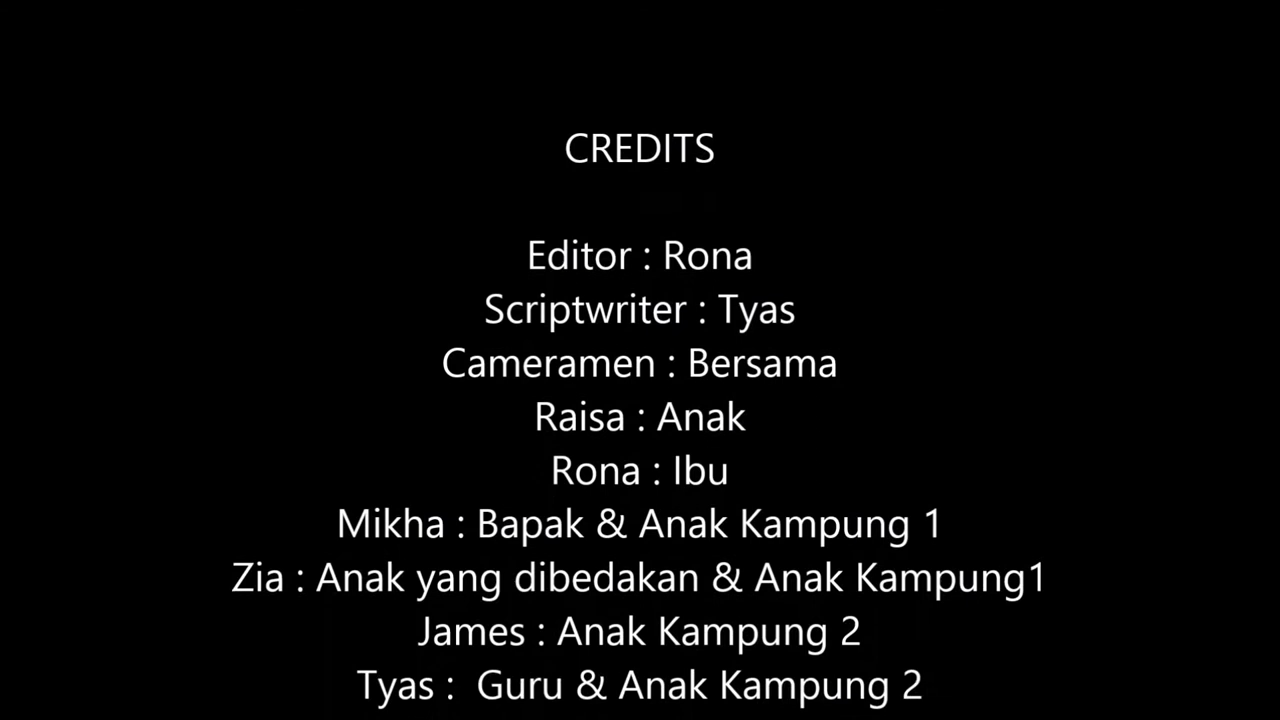 CREDITS
Editor : Rona
Scriptwriter : Tyas
Cameramen : Bersama
Raisa : Anak
Rona : Ibu
Mikha : Bapak & Anak Kampung 1
Zia : Anak yang dibedakan & Anak Kampung1
James : Anak Kampung 2
Tyas :  Guru & Anak Kampung 2